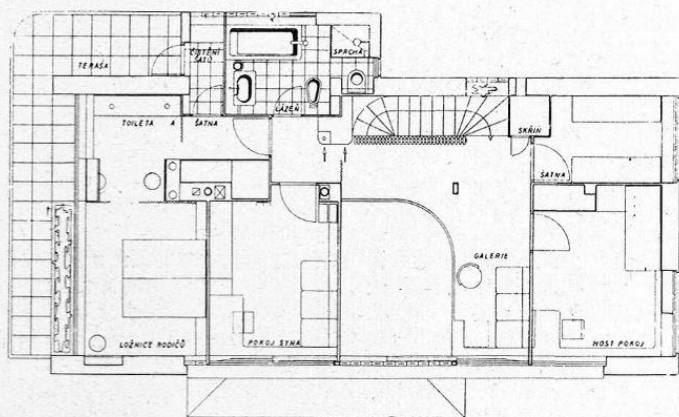 TERASA
ČIŠTĚNÍ
ŠATŮ
SPRCHA
TOILETA A ŠATNA
LÁZEŇ
SKŘÍŇ
ŠATNA
GALERIE
LOŽNICE RODIČŮ
POKOJ SYNA
HOST POKOJ